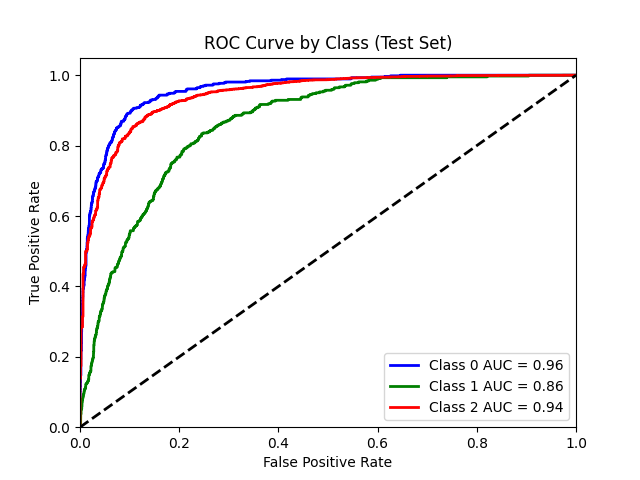 ROC Curve by Class (Test Set)
True Positive Rate
1.0
0.8
0.6
0.4
0.2
0.0
Class 0 AUC = 0.96
Class 1 AUC = 0.86
Class 2 AUC = 0.94
0.0 0.2 0.4 0.6 0.8 1.0
False Positive Rate